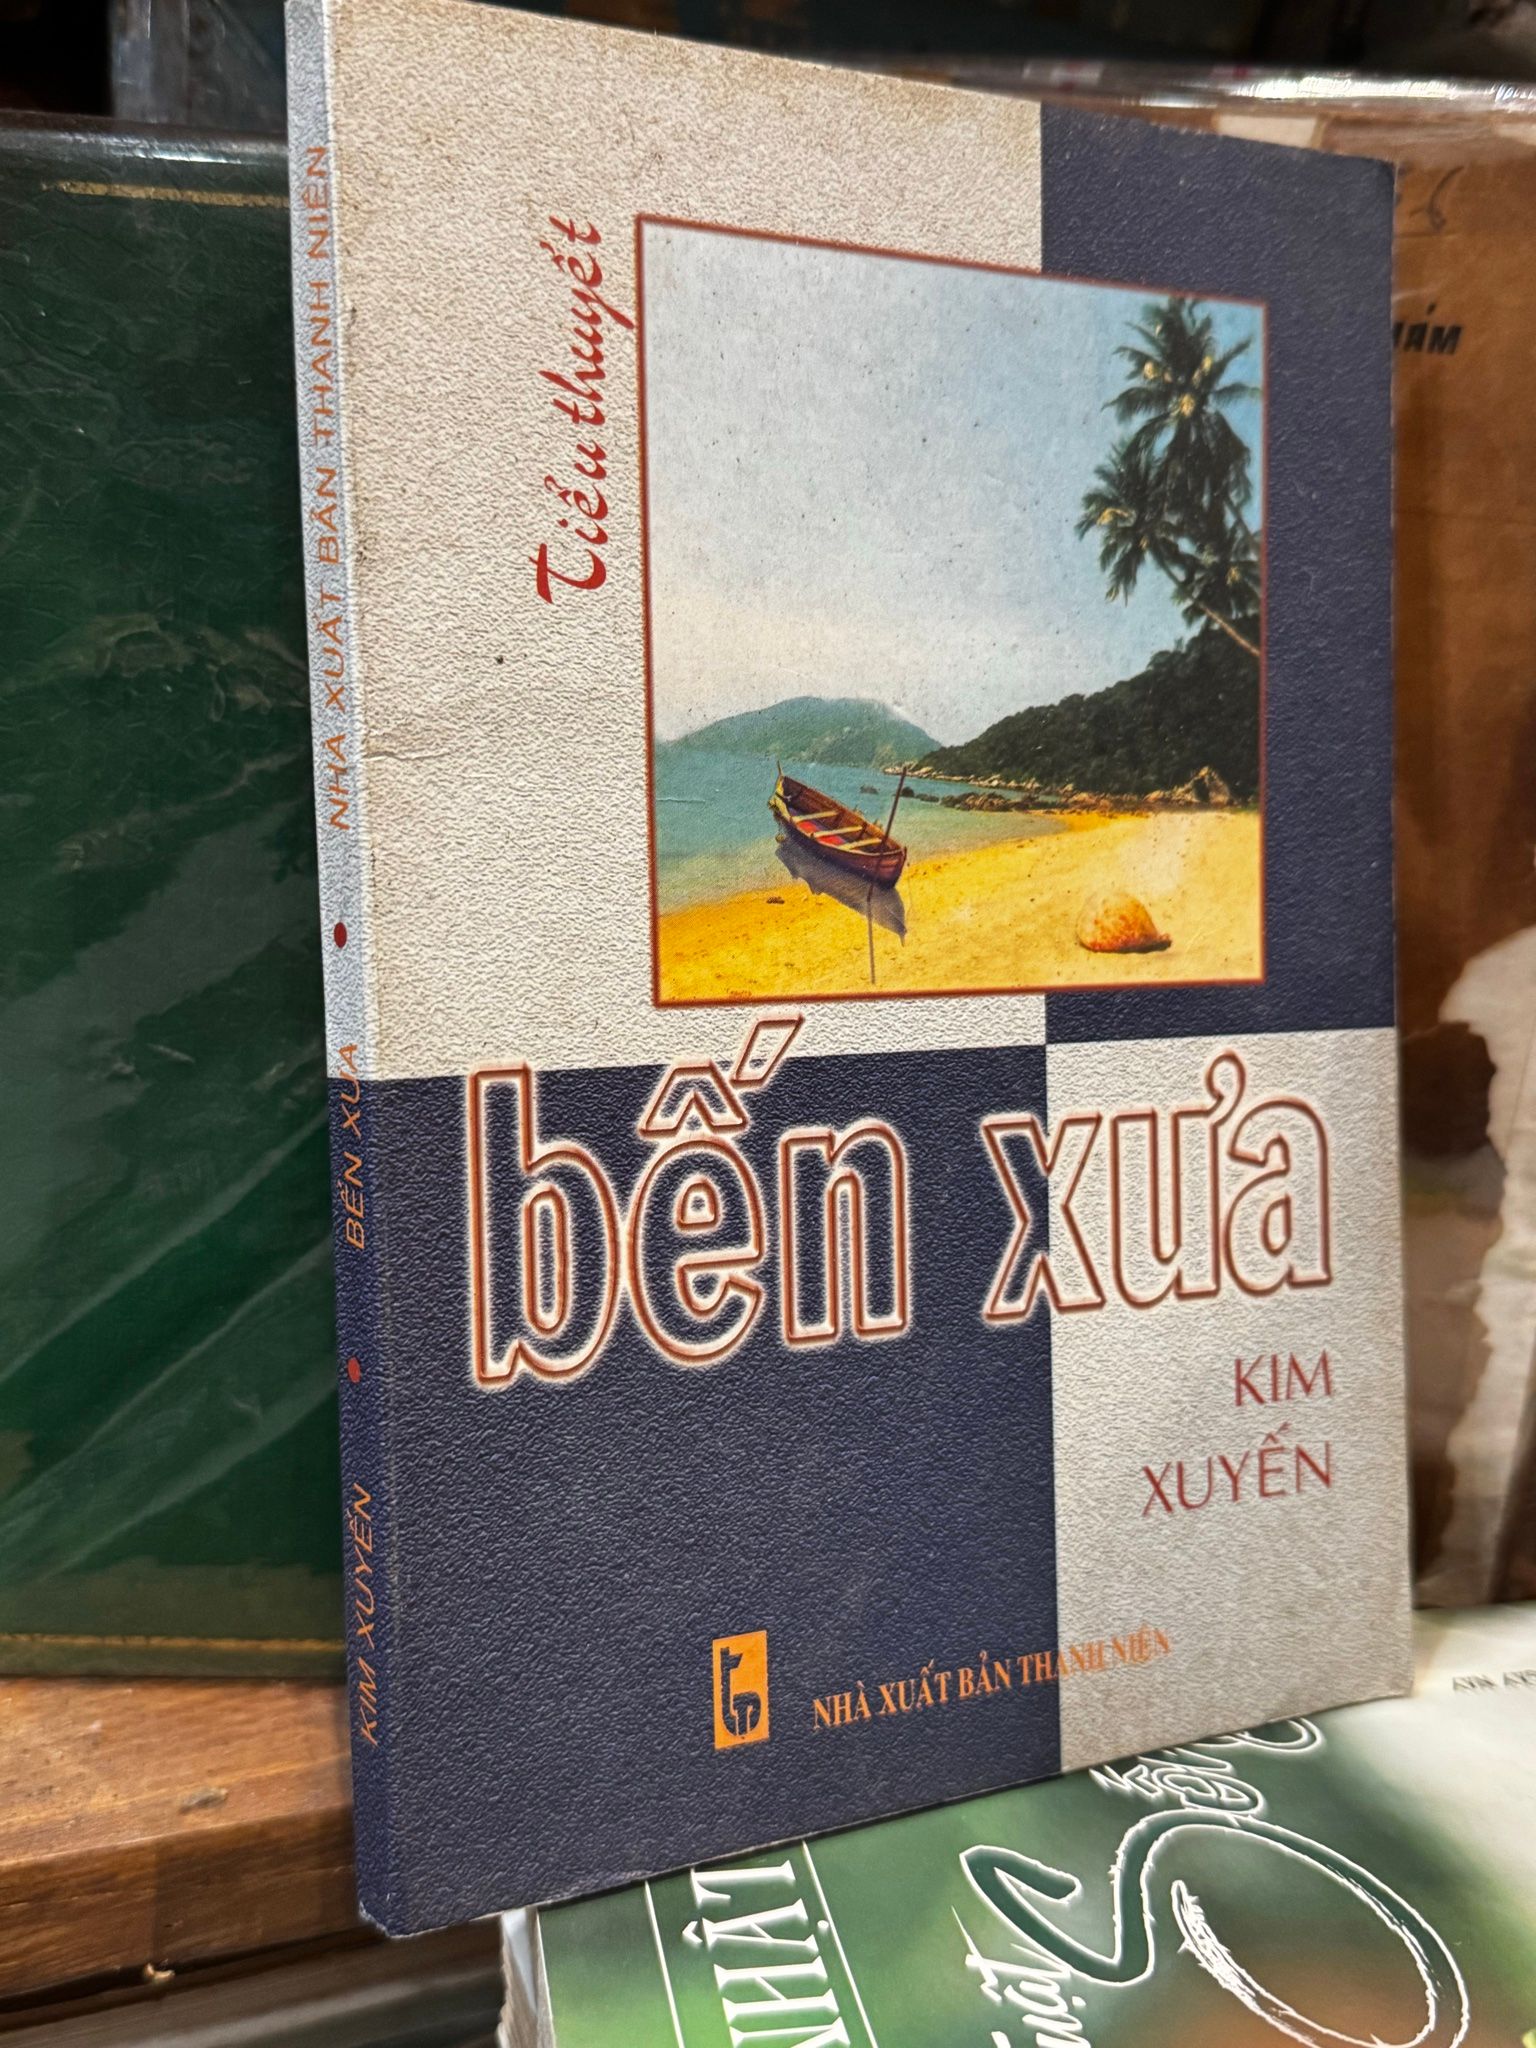 Tiểu thuyết
bến xưa
KIM
XUYẾN
NHÀ XUẤT BẢN THANH NIÊN
KIM XUYẾN • BẾN XƯA • NHÀ XUẤT BẢN THANH NIÊN